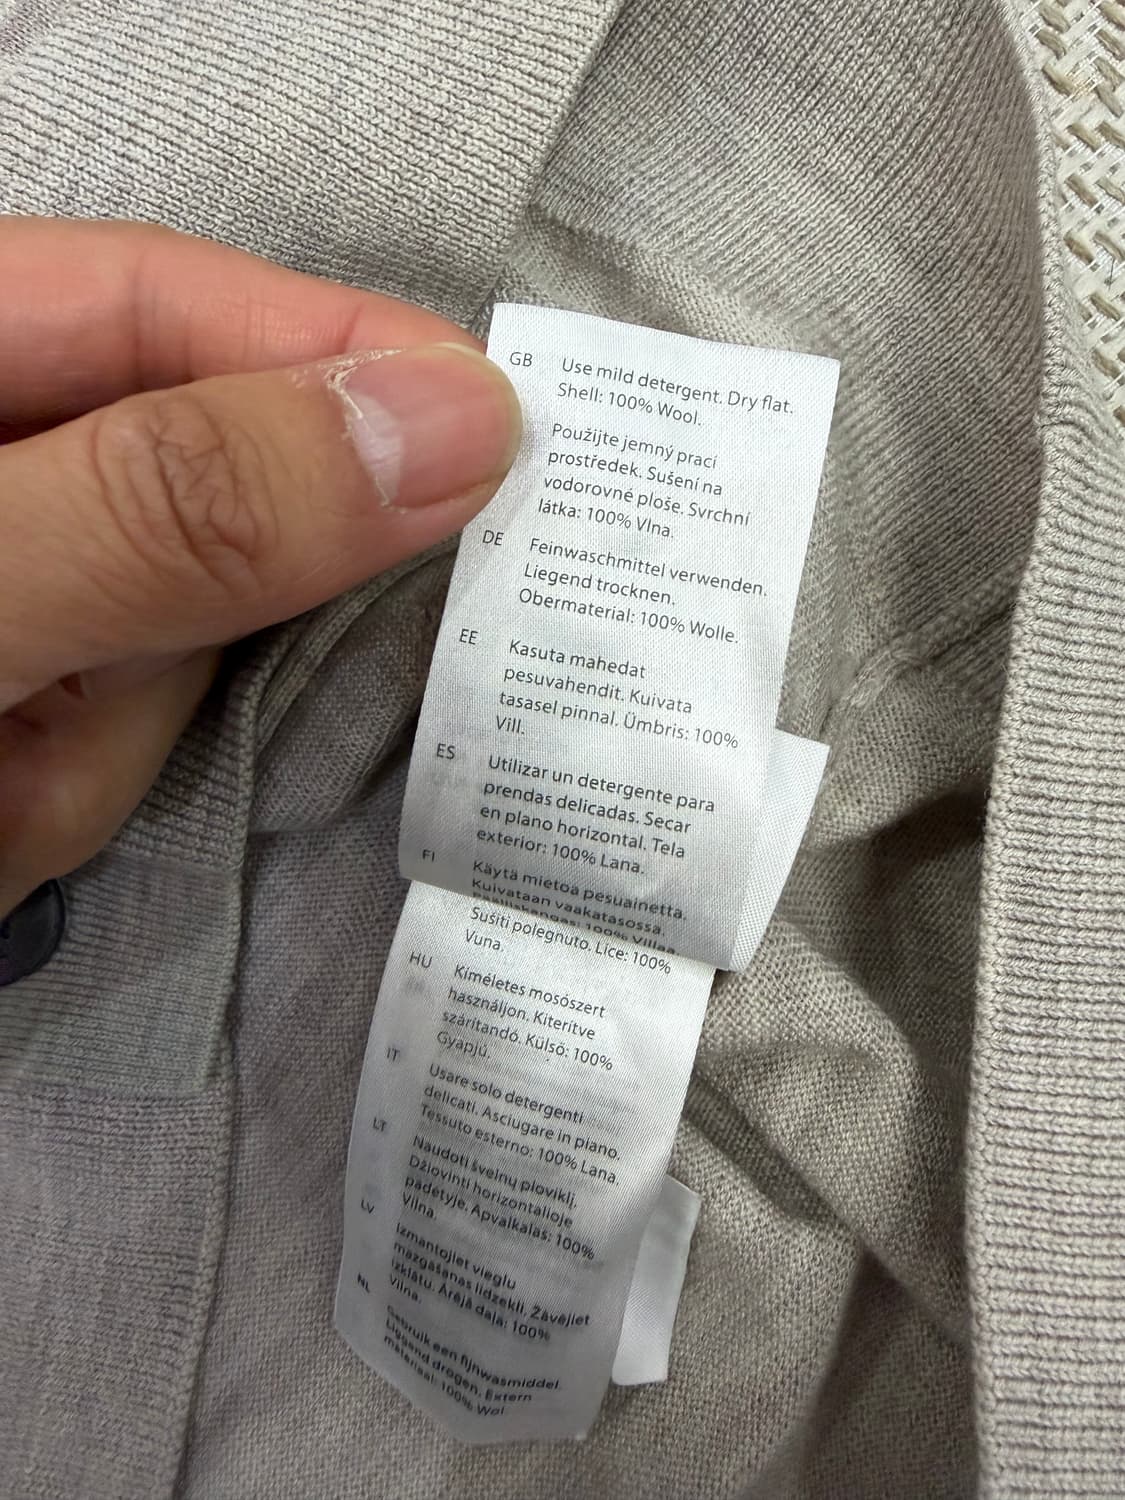 GB Use mild detergent. Dry flat.
Shell: 100% Wool.
Použijte jemný prací
prostředek. Sušení na
vodorovné ploše. Svrchní
látka: 100% Vlna.
DE Feinwaschmittel verwenden.
Liegend trocknen.
Obermaterial: 100% Wolle.
EE Kasuta mahedat
pesuvahendit. Kuivata
tasasel pinnal. Ümbris: 100%
Vill.
ES Utilizar un detergente para
prendas delicadas. Secar
en plano horizontal. Tela
exterior: 100% Lana.
FI Käytä mietoa pesuainetta.
Kuivataan vaakatasossa.
100% Villaa
Sušiti polegnuto. Lice: 100%
Vuna.
HU Kíméletes mosószert
használjon. Kiterítve
szárítandó. Külső: 100%
Gyapjú.
IT Usare solo detergenti
delicati. Asciugare in piano.
Tessuto esterno: 100% Lana.
LT Naudoti švelnų ploviklį.
Džiovinti horizontalioje
padėtyje. Apvalkalas: 100%
Vilna.
LV Izmantojiet vieglu
mazgāšanas līdzekli. Žāvējiet
izklātu. Ārējā daļa: 100%
Vilna.
NL Gebruik een fijnwasmiddel.
Liggend drogen. Extern
materiaal: 100% Wol